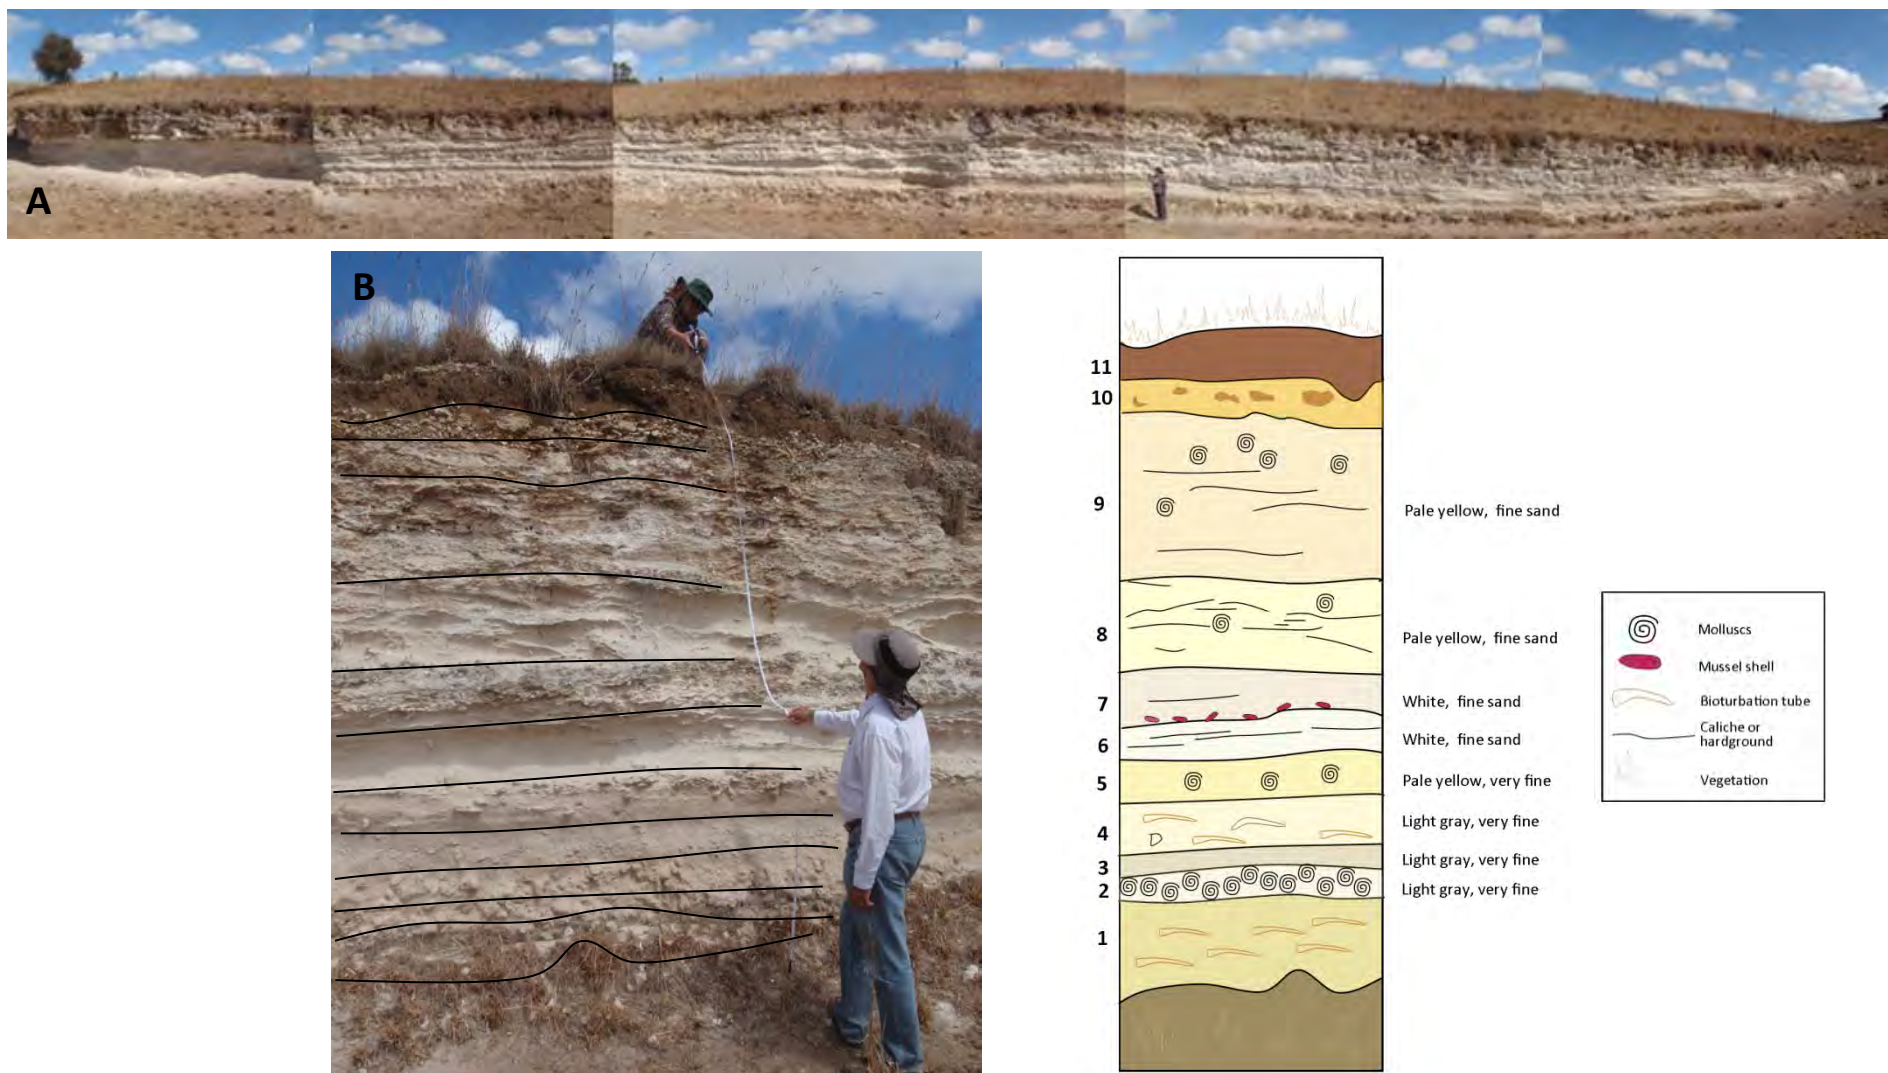 A
B
11
10
9
Pale yellow, fine sand
8
Pale yellow, fine sand
7
White, fine sand
6
White, fine sand
5
Pale yellow, very fine
4
Light gray, very fine
3
Light gray, very fine
2
Light gray, very fine
1
Molluscs
Mussel shell
Bioturbation tube
Caliche or
hardground
Vegetation